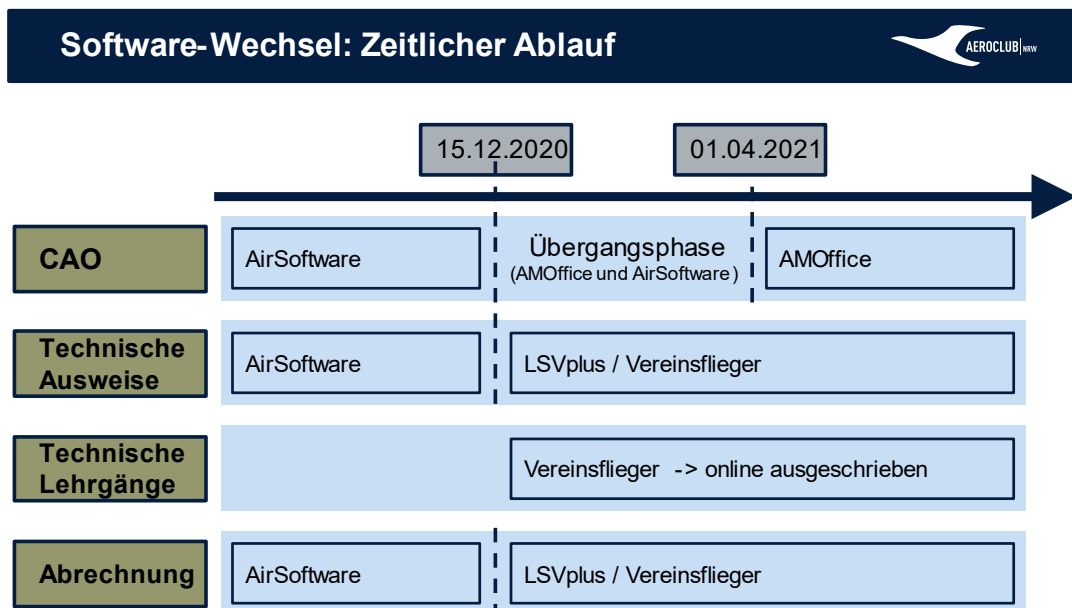 Software-Wechsel: Zeitlicher Ablauf
AEROCLUB NRW
15.12.2020
01.04.2021
CAO
AirSoftware
Übergangsphase
(AMOffice und AirSoftware)
AMOffice
Technische
Ausweise
AirSoftware
LSVplus / Vereinsflieger
Technische
Lehrgänge
Vereinsflieger -> online ausgeschrieben
Abrechnung
AirSoftware
LSVplus / Vereinsflieger